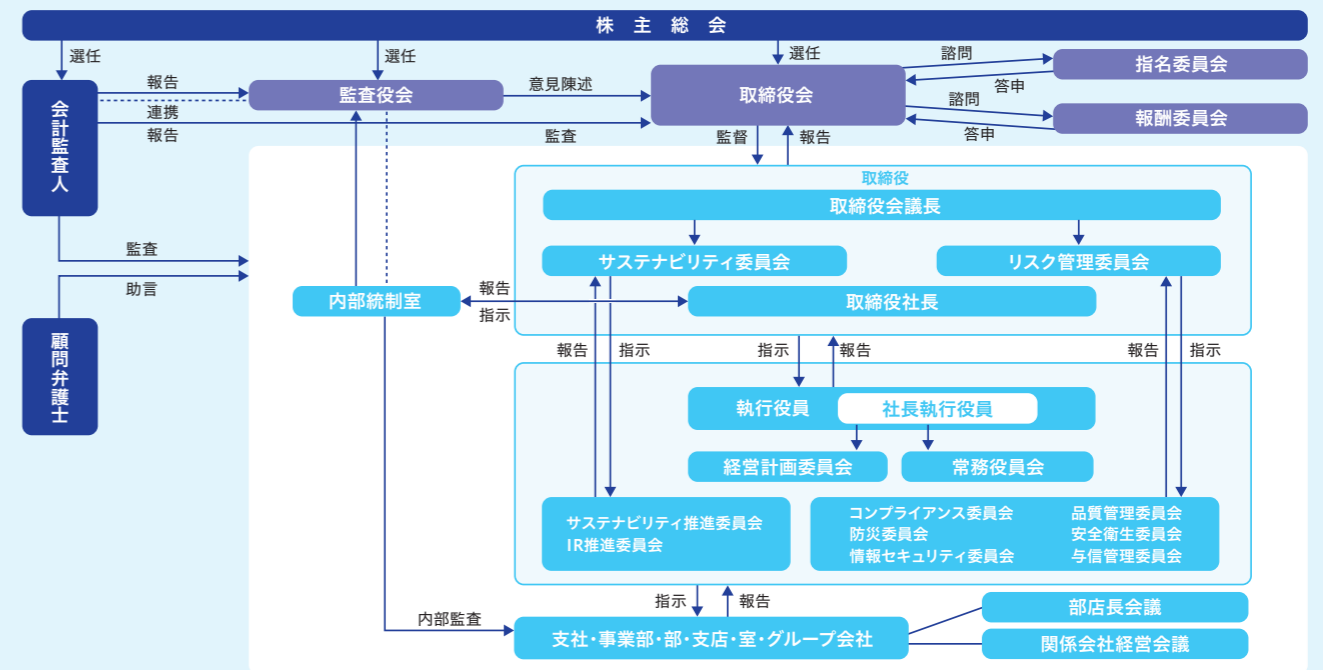 株主総会
選任
選任
選任
会計監査人
報告
連携
報告
監査役会
意見陳述
監査
取締役会
諮問
答申
指名委員会
諮問
答申
報酬委員会
監督
報告
監査
助言
顧問弁護士
取締役
取締役会議長
サステナビリティ委員会
リスク管理委員会
内部統制室
報告
指示
取締役社長
報告
指示
指示
報告
報告
指示
執行役員
社長執行役員
経営計画委員会
常務役員会
サステナビリティ推進委員会
IR推進委員会
コンプライアンス委員会
防災委員会
情報セキュリティ委員会
品質管理委員会
安全衛生委員会
与信管理委員会
指示
報告
内部監査
支社・事業部・部・支店・室・グループ会社
部店長会議
関係会社経営会議